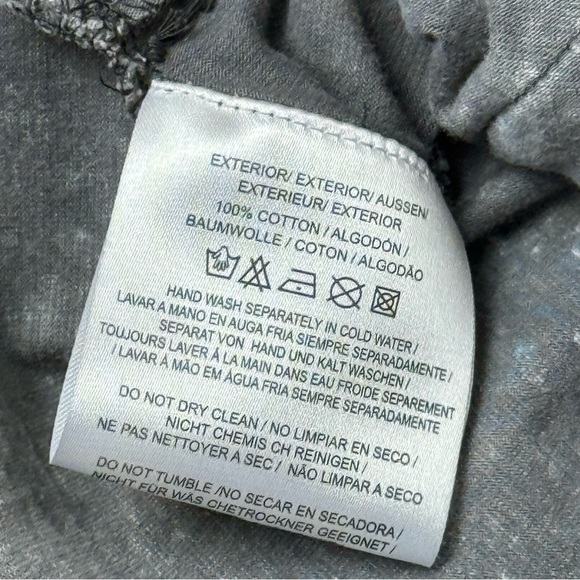 EXTERIOR/ EXTERIOR/ AUSSEN/
EXTERIEUR/ EXTERIOR
100% COTTON / ALGODÓN /
BAUMWOLLE / COTON / ALGODÃO
HAND WASH SEPARATELY IN COLD WATER /
LAVAR A MANO EN AUGA FRIA SIEMPRE SEPARADAMENTE /
SEPARAT VON HAND UND KALT WASCHEN /
TOUJOURS LAVER À LA MAIN DANS EAU FROIDE SEPAREMENT
/ LAVAR A MÃO EM ÁGUA FRIA / SIEMPRE SEPARADAMENTE
DO NOT DRY CLEAN / NO LIMPIAR EN SECO /
NICHT CHEMIS CH REINIGEN /
NE PAS NETTOYER A SEC / NÃO LIMPAR A SECO
DO NOT TUMBLE /NO SECAR EN SECADORA /
NICHT FÜR WÄS CHETROCKNER GEEIGNET /